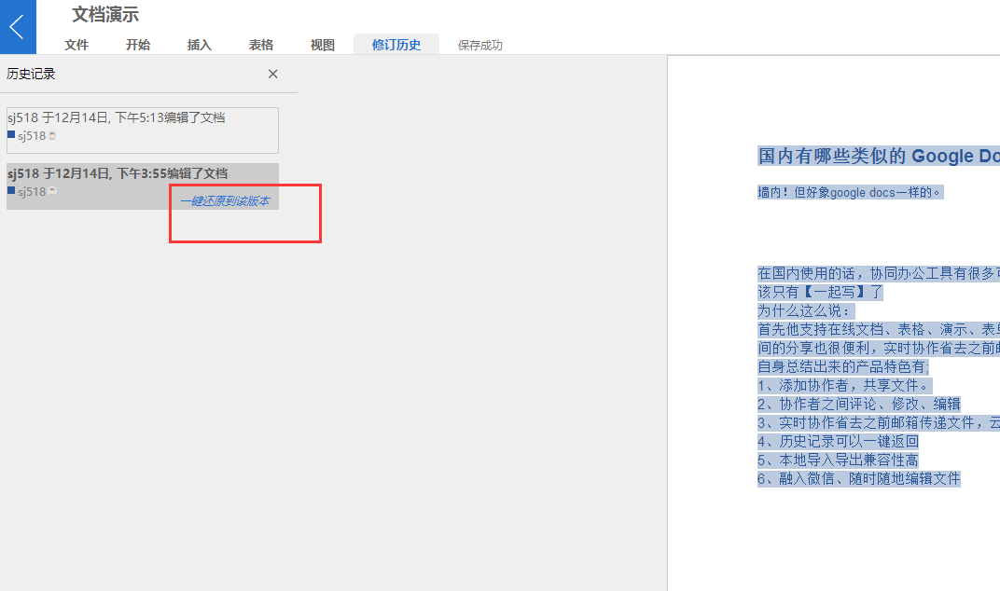 文档演示
文件 开始 插入 表格 视图 修订历史 保存成功
历史记录
sj518 于12月14日, 下午5:13编辑了文档
sj518
sj518 于12月14日, 下午3:55编辑了文档
sj518
一键还原到该版本
国内有哪些类似的 Google Do
墙内！但好象google docs一样的。
在国内使用的话，协同办公工具有很多
该只有【一起写】了
为什么这么说：
首先他支持在线文档、表格、演示、表
间的分享也很便利，实时协作省去之前
自身总结出来的产品特色有;
1、添加协作者，共享文件。
2、协作者之间评论、修改、编辑
3、实时协作省去之前邮箱传递文件，云
4、历史记录可以一键返回
5、本地导入导出兼容性高
6、融入微信、随时随地编辑文件